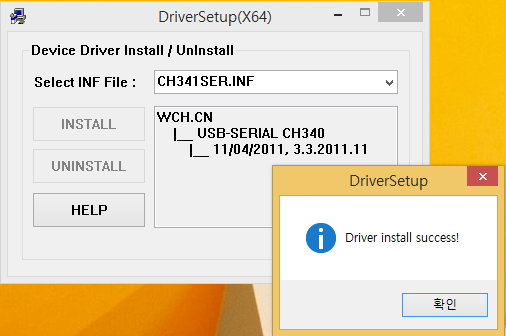 DriverSetup(X64)
Device Driver Install / UnInstall
Select INF File :
CH341SER.INF
INSTALL
UNINSTALL
HELP
WCH.CN
|__ USB-SERIAL CH340
|__ 11/04/2011, 3.3.2011.11
DriverSetup
Driver install success!
확인